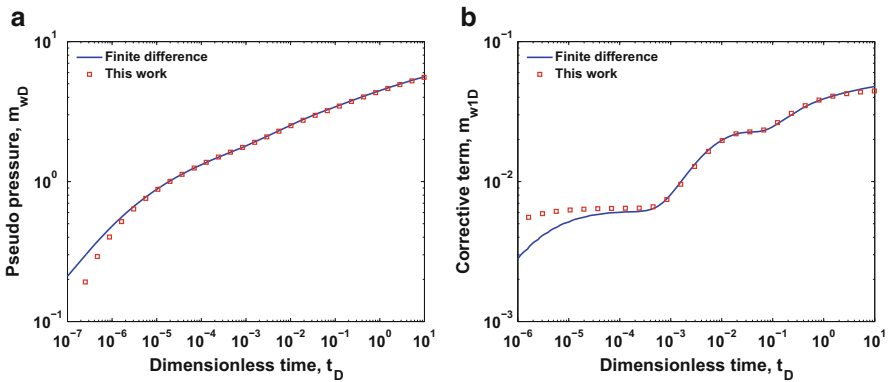 a
Finite difference
This work
Pseudo pressure, m_wD
10^1
10^0
10^-1
10^-7 10^-6 10^-5 10^-4 10^-3 10^-2 10^-1 10^0 10^1
Dimensionless time, t_D
b
Finite difference
This work
Corrective term, m_w1D
10^-1
10^-2
10^-3
10^-6 10^-5 10^-4 10^-3 10^-2 10^-1 10^0 10^1
Dimensionless time, t_D